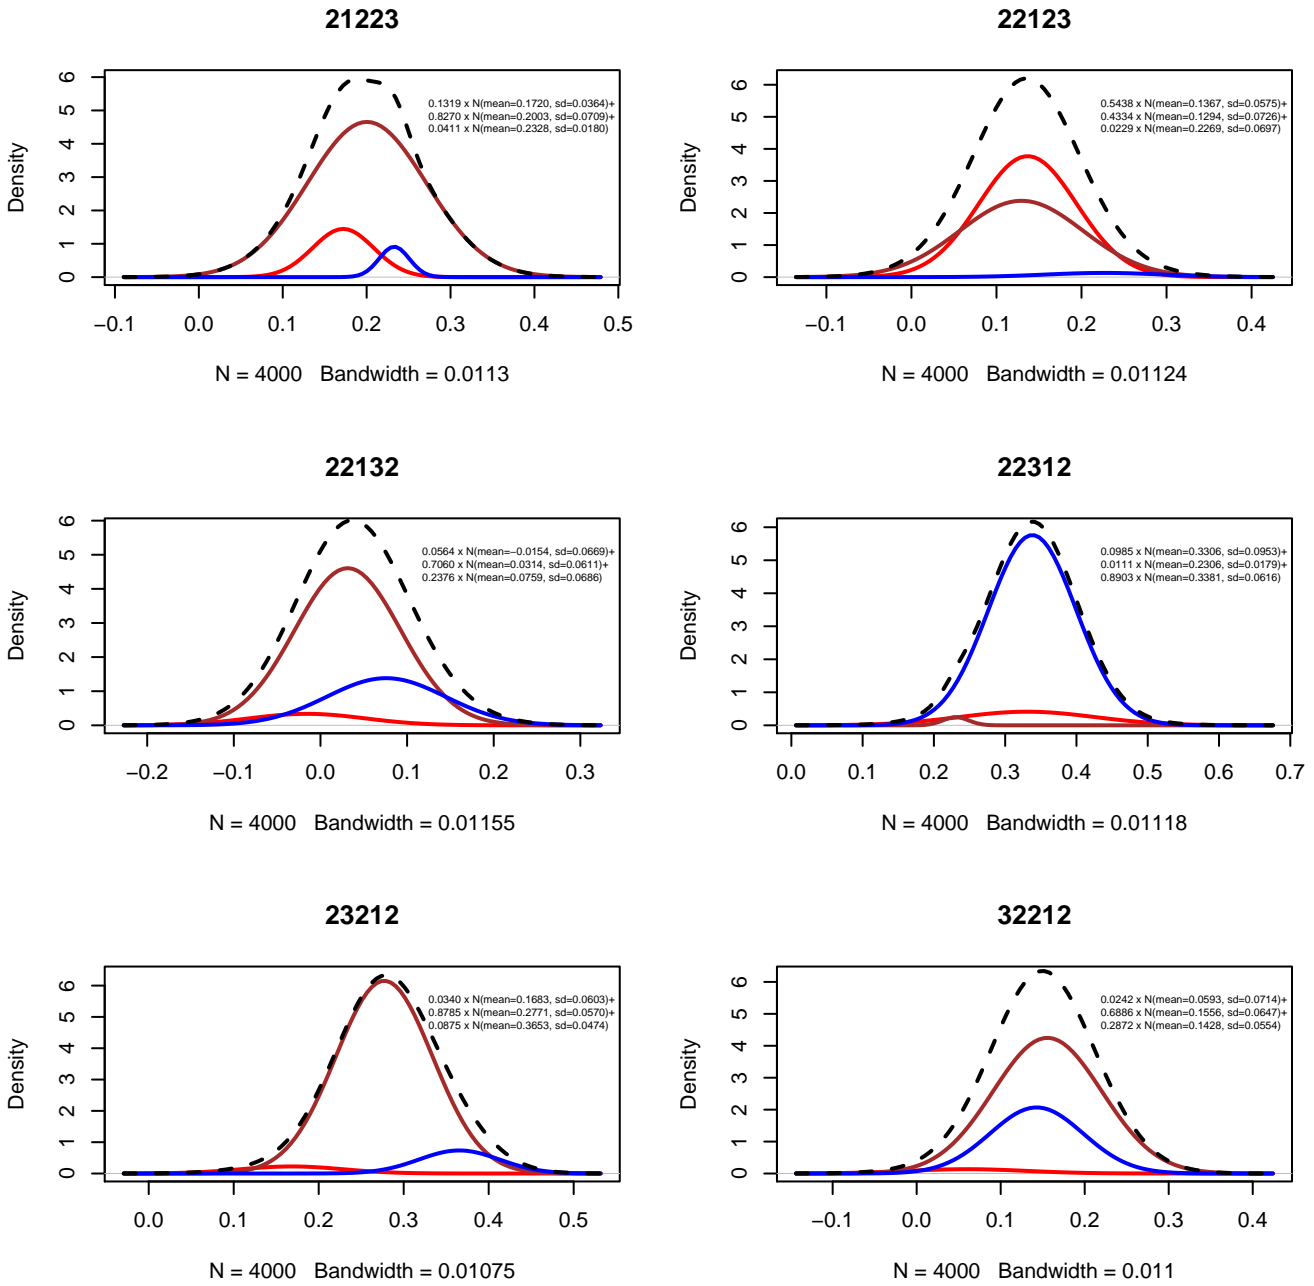 21223
Density
0 1 2 3 4 5 6
0.1319 x N(mean=0.1720, sd=0.0364)+
0.8270 x N(mean=0.2003, sd=0.0709)+
0.0411 x N(mean=0.2328, sd=0.0180)
−0.1 0.0 0.1 0.2 0.3 0.4 0.5
N = 4000 Bandwidth = 0.0113
22123
Density
0 1 2 3 4 5 6
0.5438 x N(mean=0.1367, sd=0.0575)+
0.4334 x N(mean=0.1294, sd=0.0726)+
0.0229 x N(mean=0.2269, sd=0.0697)
−0.1 0.0 0.1 0.2 0.3 0.4
N = 4000 Bandwidth = 0.01124
22132
Density
0 1 2 3 4 5 6
0.0564 x N(mean=−0.0154, sd=0.0669)+
0.7060 x N(mean=0.0314, sd=0.0611)+
0.2376 x N(mean=0.0759, sd=0.0686)
−0.2 −0.1 0.0 0.1 0.2 0.3
N = 4000 Bandwidth = 0.01155
22312
Density
0 1 2 3 4 5 6
0.0985 x N(mean=0.3306, sd=0.0953)+
0.0111 x N(mean=0.2306, sd=0.0179)+
0.8903 x N(mean=0.3381, sd=0.0616)
0.0 0.1 0.2 0.3 0.4 0.5 0.6 0.7
N = 4000 Bandwidth = 0.01118
23212
Density
0 1 2 3 4 5 6
0.0340 x N(mean=0.1683, sd=0.0603)+
0.8785 x N(mean=0.2771, sd=0.0570)+
0.0875 x N(mean=0.3653, sd=0.0474)
0.0 0.1 0.2 0.3 0.4 0.5
N = 4000 Bandwidth = 0.01075
32212
Density
0 1 2 3 4 5 6
0.0242 x N(mean=0.0593, sd=0.0714)+
0.6886 x N(mean=0.1556, sd=0.0647)+
0.2872 x N(mean=0.1428, sd=0.0554)
−0.1 0.0 0.1 0.2 0.3 0.4
N = 4000 Bandwidth = 0.011